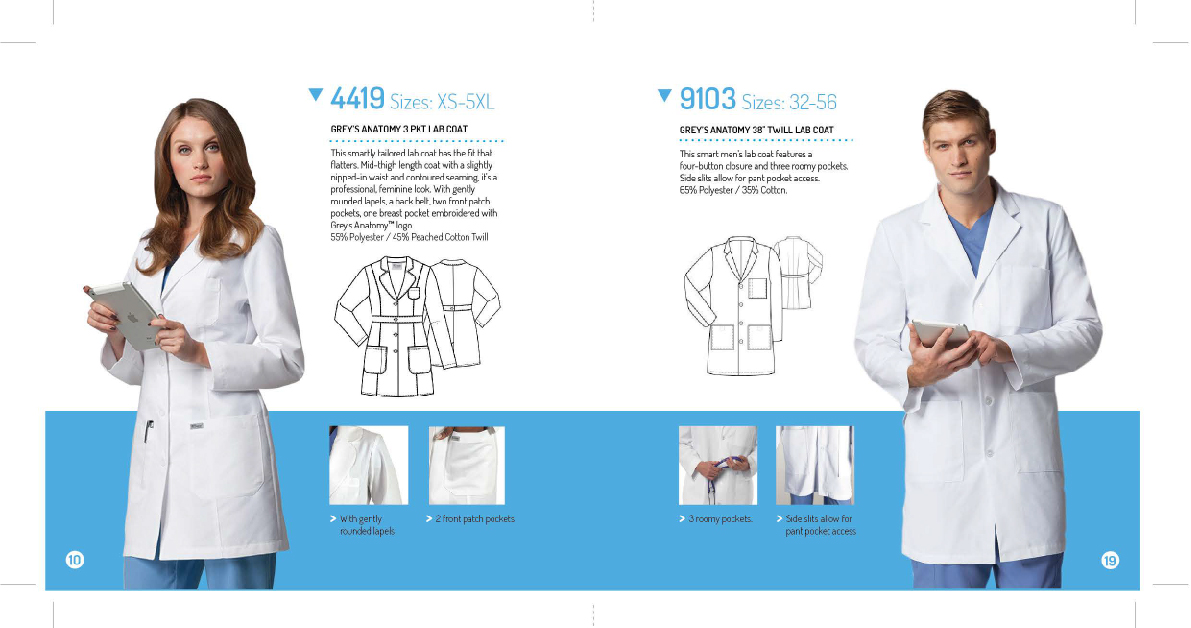 4419 Sizes: XS-5XL
GREY'S ANATOMY 3 PKT LAB COAT
This smartly tailored lab coat has the fit that
flatters. Mid-thigh length coat with a slightly
nipped-in waist and contoured seaming, it's a
professional, feminine look. With gently
rounded lapels, a back belt, two front patch
pockets, one breast pocket embroidered with
Greys Anatomy™ logo.
55% Polyester / 45% Peached Cotton Twill
> With gently
rounded lapels
> 2 front patch pockets
10
9103 Sizes: 32-56
GREY'S ANATOMY 38" TWILL LAB COAT
This smart men's lab coat features a
four-button closure and three roomy pockets.
Side slits allow for pant pocket access.
65% Polyester / 35% Cotton.
> 3 roomy pockets.
> Side slits allow for
pant pocket access
19